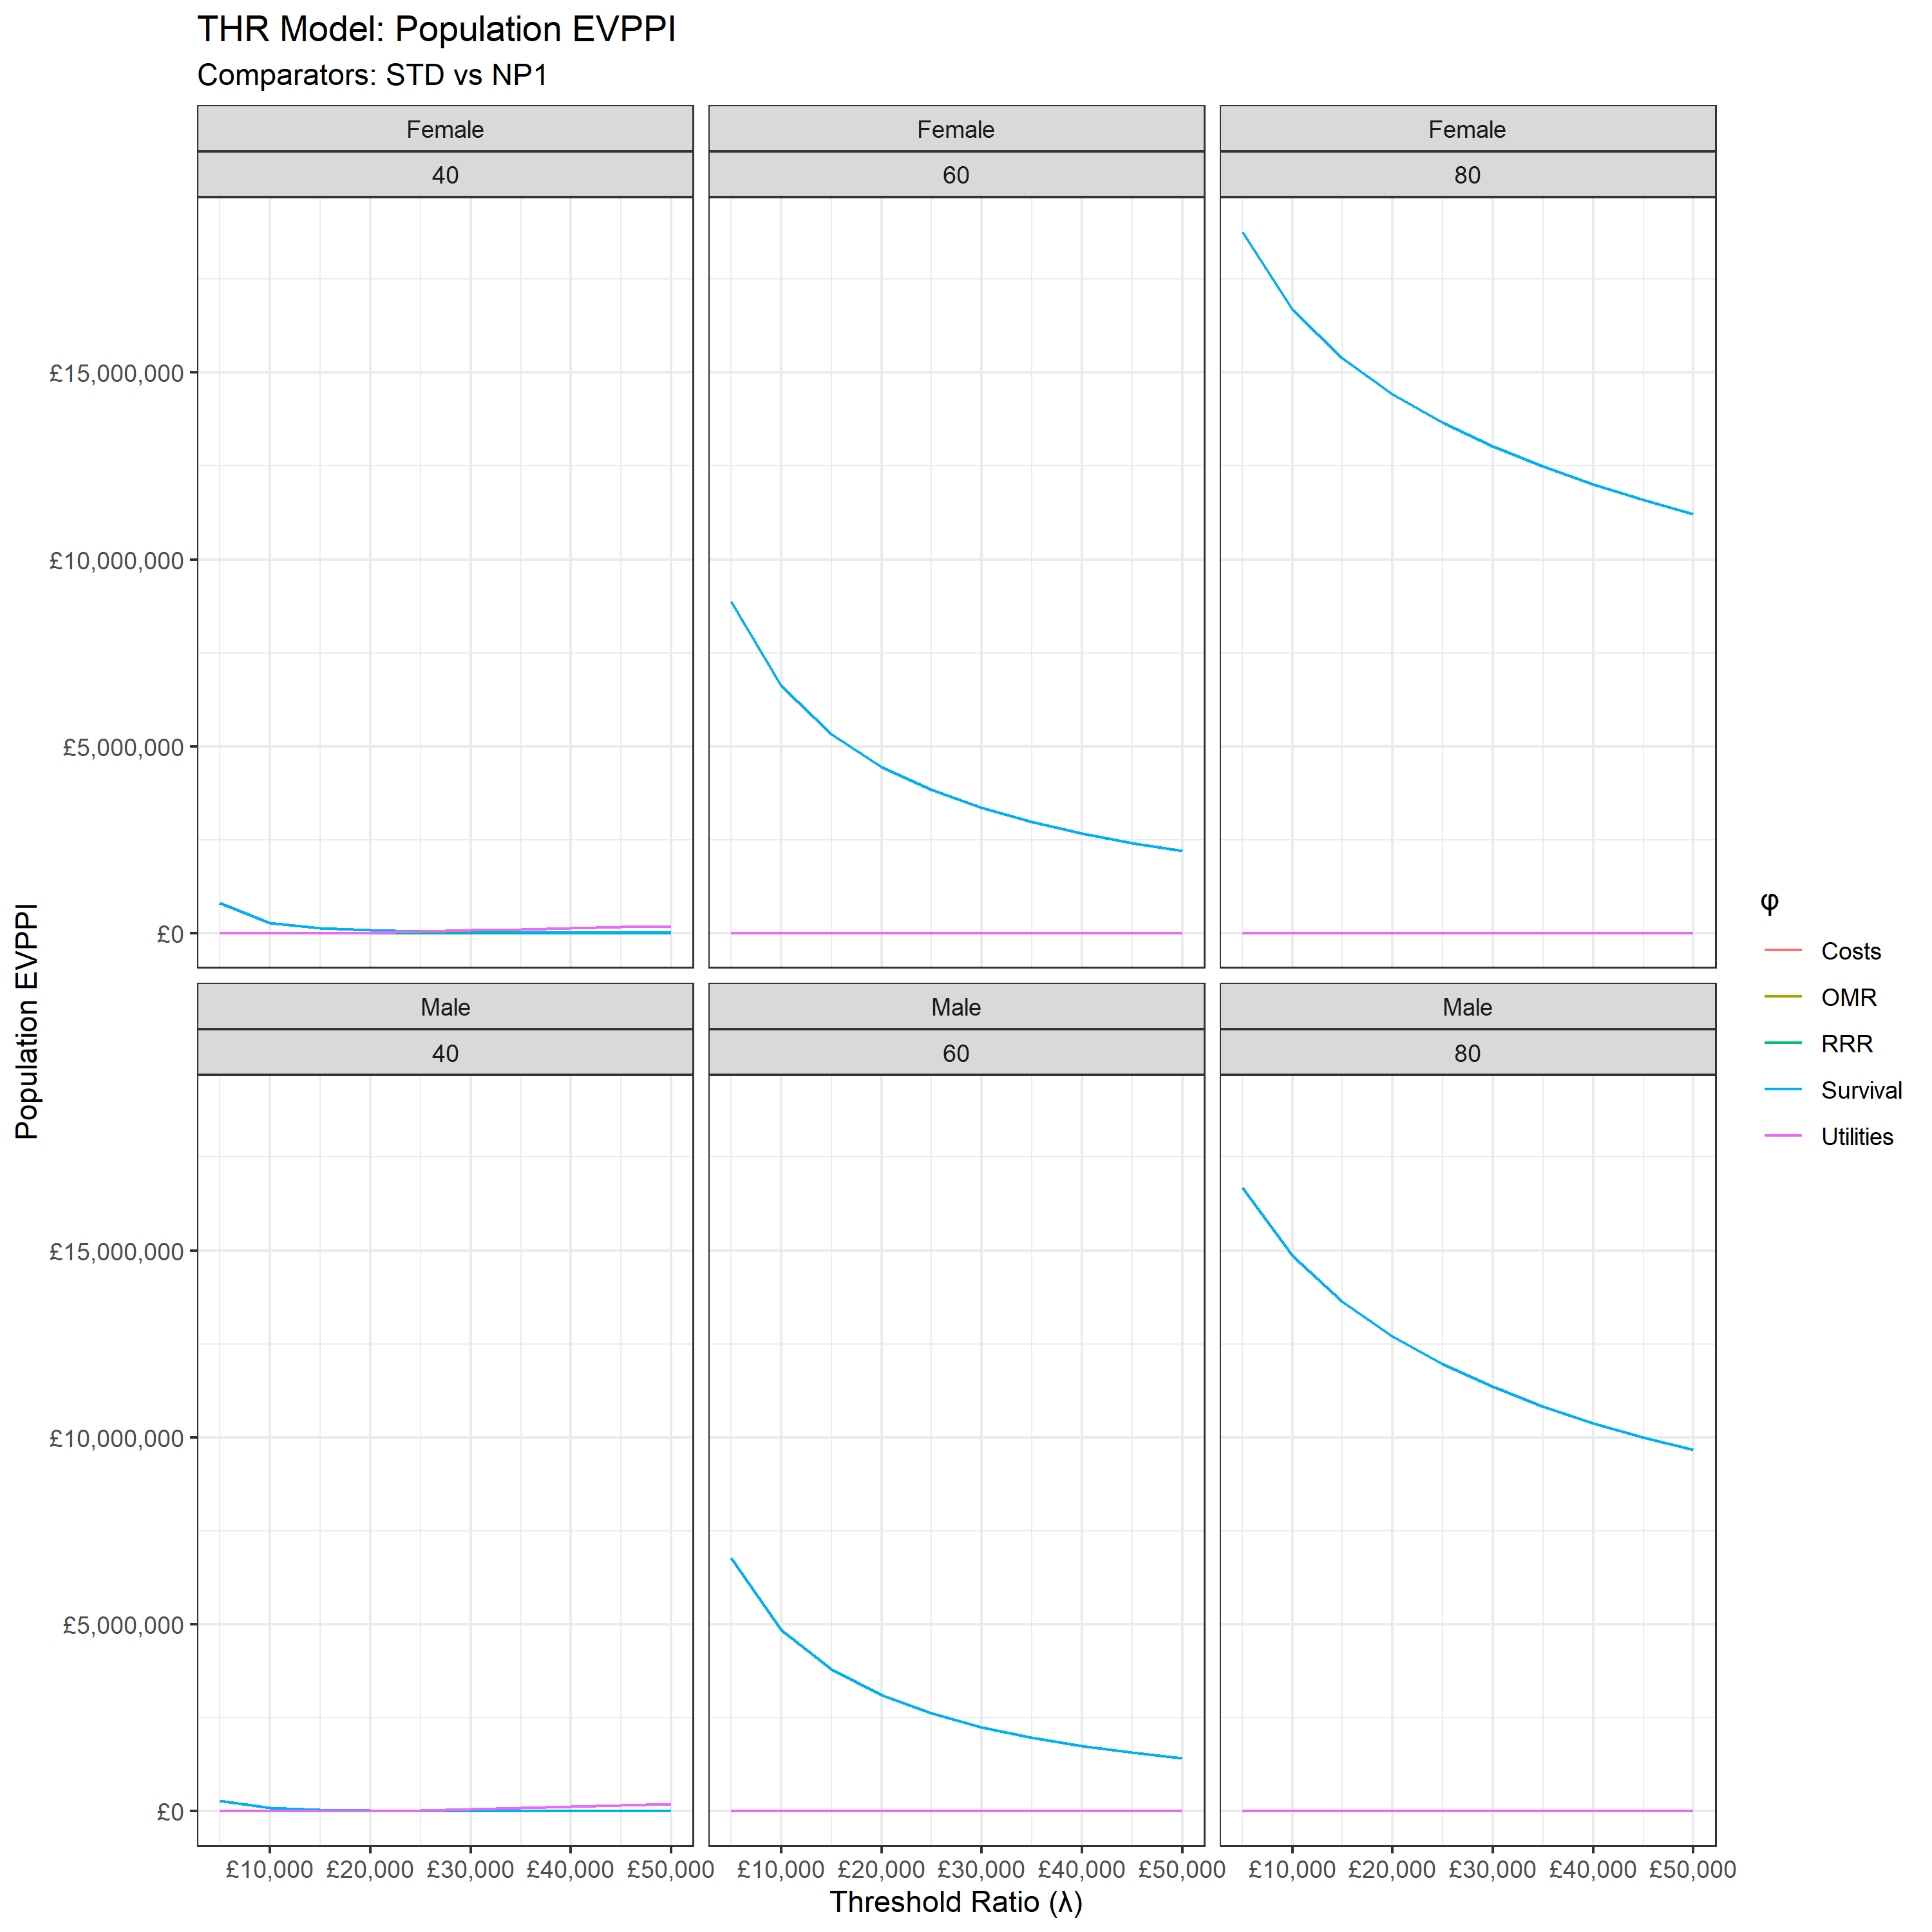 THR Model: Population EVPPI
Comparators: STD vs NP1
Female
Female
Female
40
60
80
£15,000,000
£10,000,000
£5,000,000
£0
Male
Male
Male
40
60
80
£15,000,000
£10,000,000
£5,000,000
£0
£10,000 £20,000 £30,000 £40,000 £50,000
£10,000 £20,000 £30,000 £40,000 £50,000
£10,000 £20,000 £30,000 £40,000 £50,000
Threshold Ratio (λ)
Population EVPPI
φ
Costs
OMR
RRR
Survival
Utilities